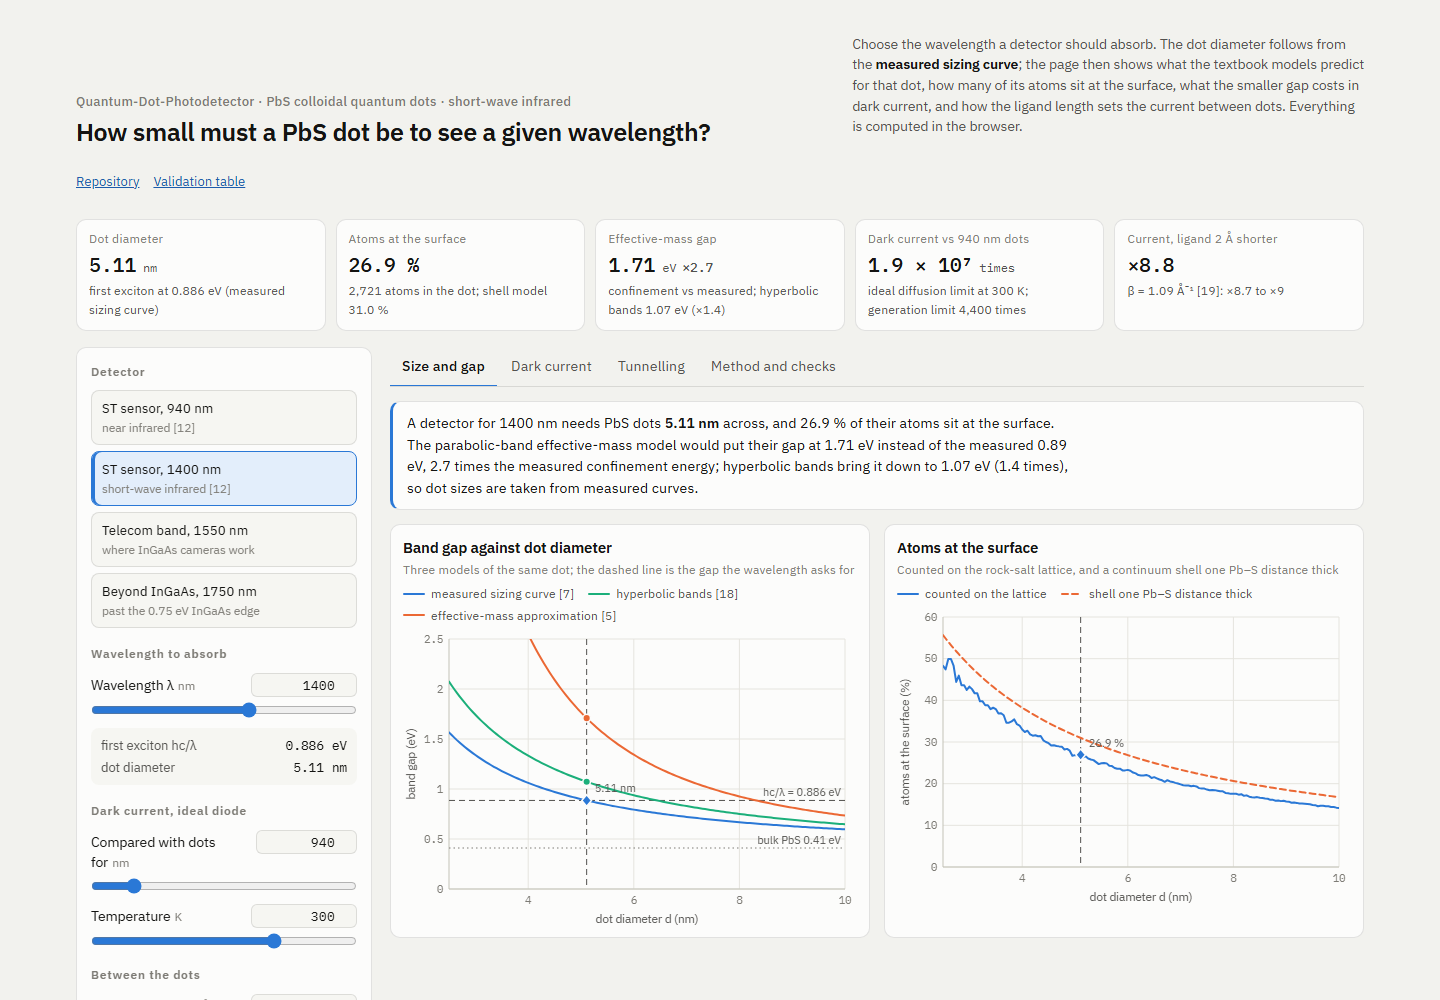 Choose the wavelength a detector should absorb. The dot diameter follows from
the measured sizing curve; the page then shows what the textbook models predict
for that dot, how many of its atoms sit at the surface, what the smaller gap costs in
dark current, and how the ligand length sets the current between dots. Everything
is computed in the browser.
Quantum-Dot-Photodetector · PbS colloidal quantum dots · short-wave infrared
How small must a PbS dot be to see a given wavelength?
Repository Validation table
Dot diameter
5.11 nm
first exciton at 0.886 eV (measured
sizing curve)
Atoms at the surface
26.9 %
2,721 atoms in the dot; shell model
31.0 %
Effective-mass gap
1.71 eV ×2.7
confinement vs measured; hyperbolic
bands 1.07 eV (×1.4)
Dark current vs 940 nm dots
1.9 × 10⁷ times
ideal diffusion limit at 300 K;
generation limit 4,400 times
Current, ligand 2 Å shorter
×8.8
β = 1.09 Å⁻¹ [19]: ×8.7 to ×9
Detector
ST sensor, 940 nm
near infrared [12]
ST sensor, 1400 nm
short-wave infrared [12]
Telecom band, 1550 nm
where InGaAs cameras work
Beyond InGaAs, 1750 nm
past the 0.75 eV InGaAs edge
Wavelength to absorb
Wavelength λ nm 1400
first exciton hc/λ 0.886 eV
dot diameter 5.11 nm
Dark current, ideal diode
Compared with dots
for nm 940
Temperature K 300
Between the dots
Size and gap Dark current Tunnelling Method and checks
A detector for 1400 nm needs PbS dots 5.11 nm across, and 26.9 % of their atoms sit at the surface.
The parabolic-band effective-mass model would put their gap at 1.71 eV instead of the measured 0.89
eV, 2.7 times the measured confinement energy; hyperbolic bands bring it down to 1.07 eV (1.4 times),
so dot sizes are taken from measured curves.
Band gap against dot diameter
Three models of the same dot; the dashed line is the gap the wavelength asks for
measured sizing curve [7] hyperbolic bands [18]
effective-mass approximation [5]
2.5
2
1.5
1
0.5
0
band gap (eV)
5.11 nm
hc/λ = 0.886 eV
bulk PbS 0.41 eV
4 6 8 10
dot diameter d (nm)
Atoms at the surface
Counted on the rock-salt lattice, and a continuum shell one Pb–S distance thick
counted on the lattice shell one Pb–S distance thick
60
50
40
30
20
10
0
atoms at the surface (%)
26.9 %
4 6 8 10
dot diameter d (nm)